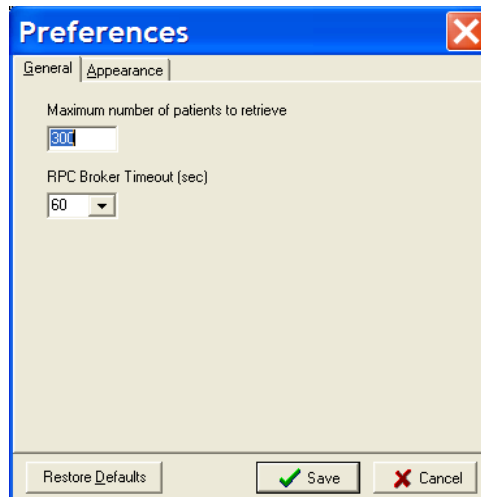 Preferences
General Appearance
Maximum number of patients to retrieve
300
RPC Broker Timeout (sec)
60
Restore Defaults Save Cancel